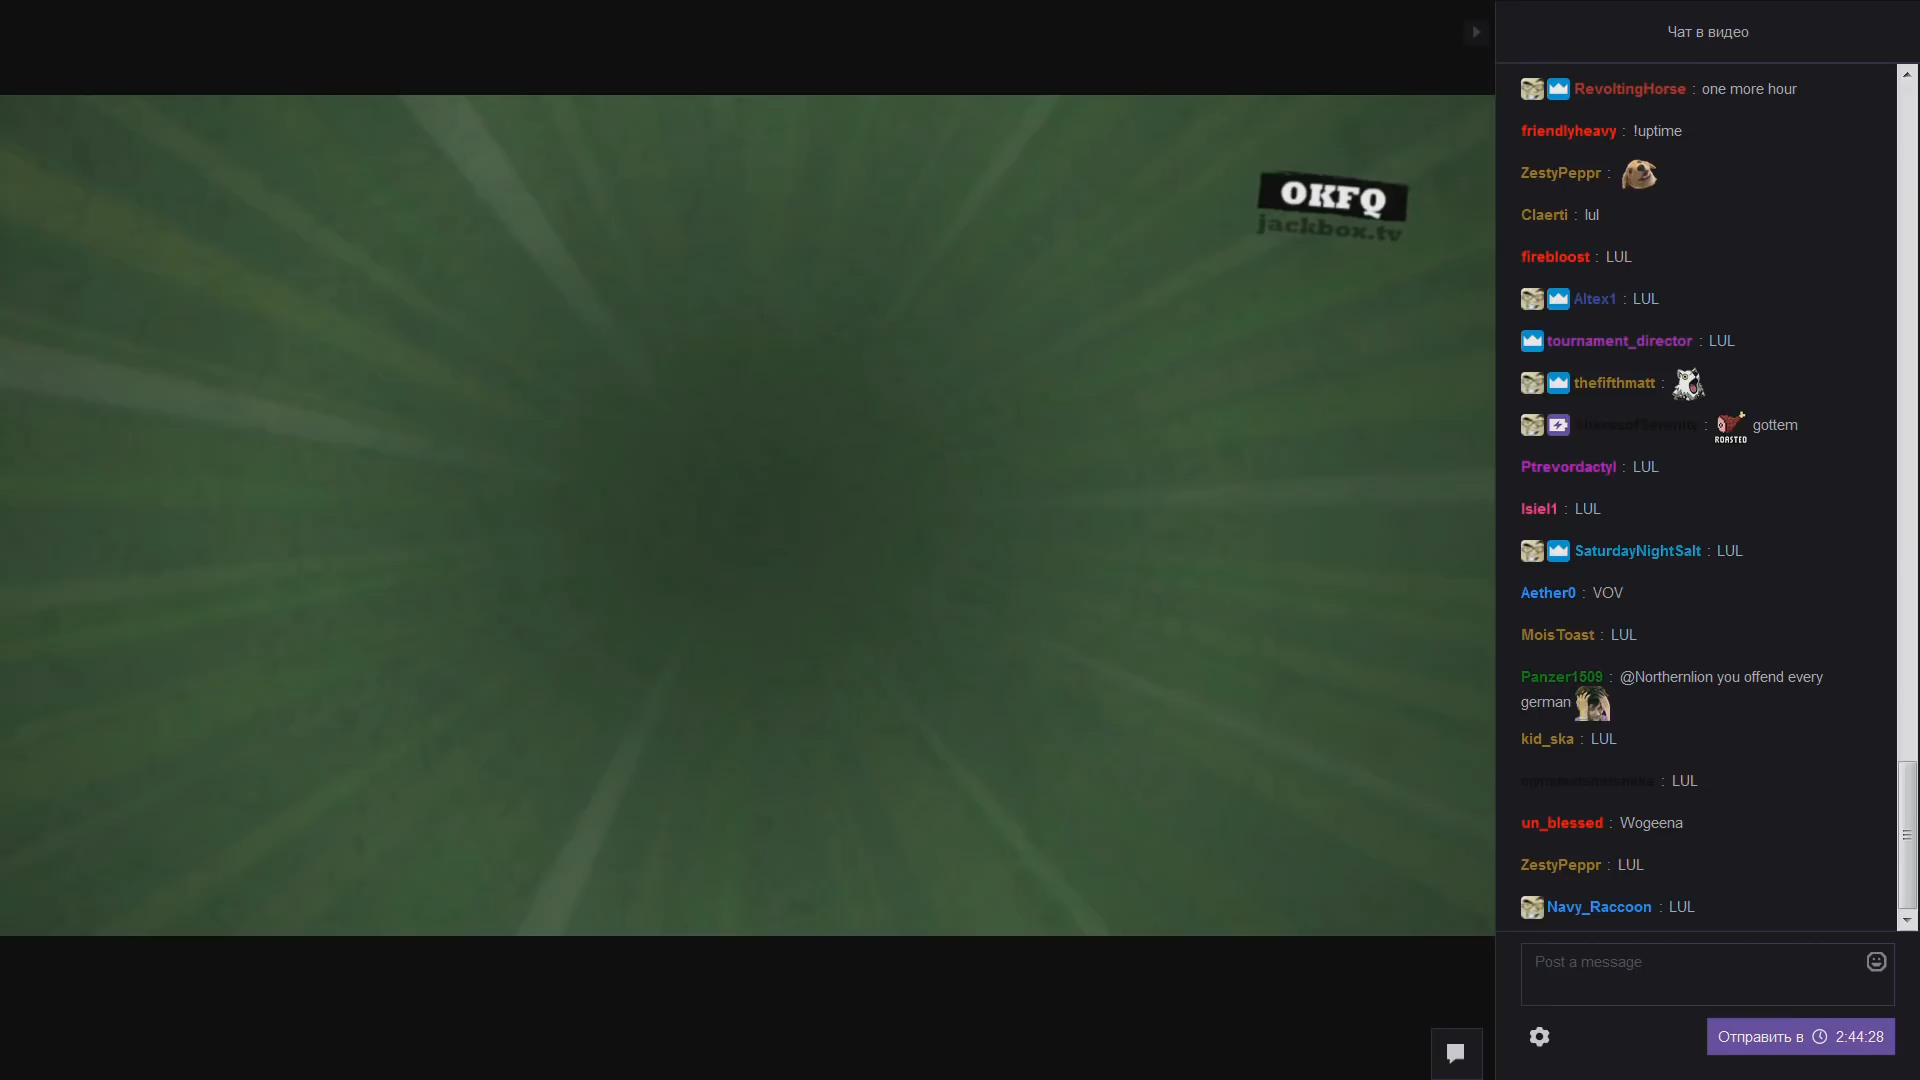 Чат в видео
OKFQ
jackbox.tv
RevoltingHorse : one more hour
friendlyheavy : !uptime
ZestyPeppr :
Claerti : lul
firebloost : LUL
Altex1 : LUL
tournament_director : LUL
thefifthmatt :
: ROASTED gottem
Ptrevordactyl : LUL
Isiel1 : LUL
SaturdayNightSalt : LUL
Aether0 : VOV
MoisToast : LUL
Panzer1509 : @Northernlion you offend every
german
kid_ska : LUL
: LUL
un_blessed : Wogeena
ZestyPeppr : LUL
Navy_Raccoon : LUL
Post a message
Отправить в 2:44:28